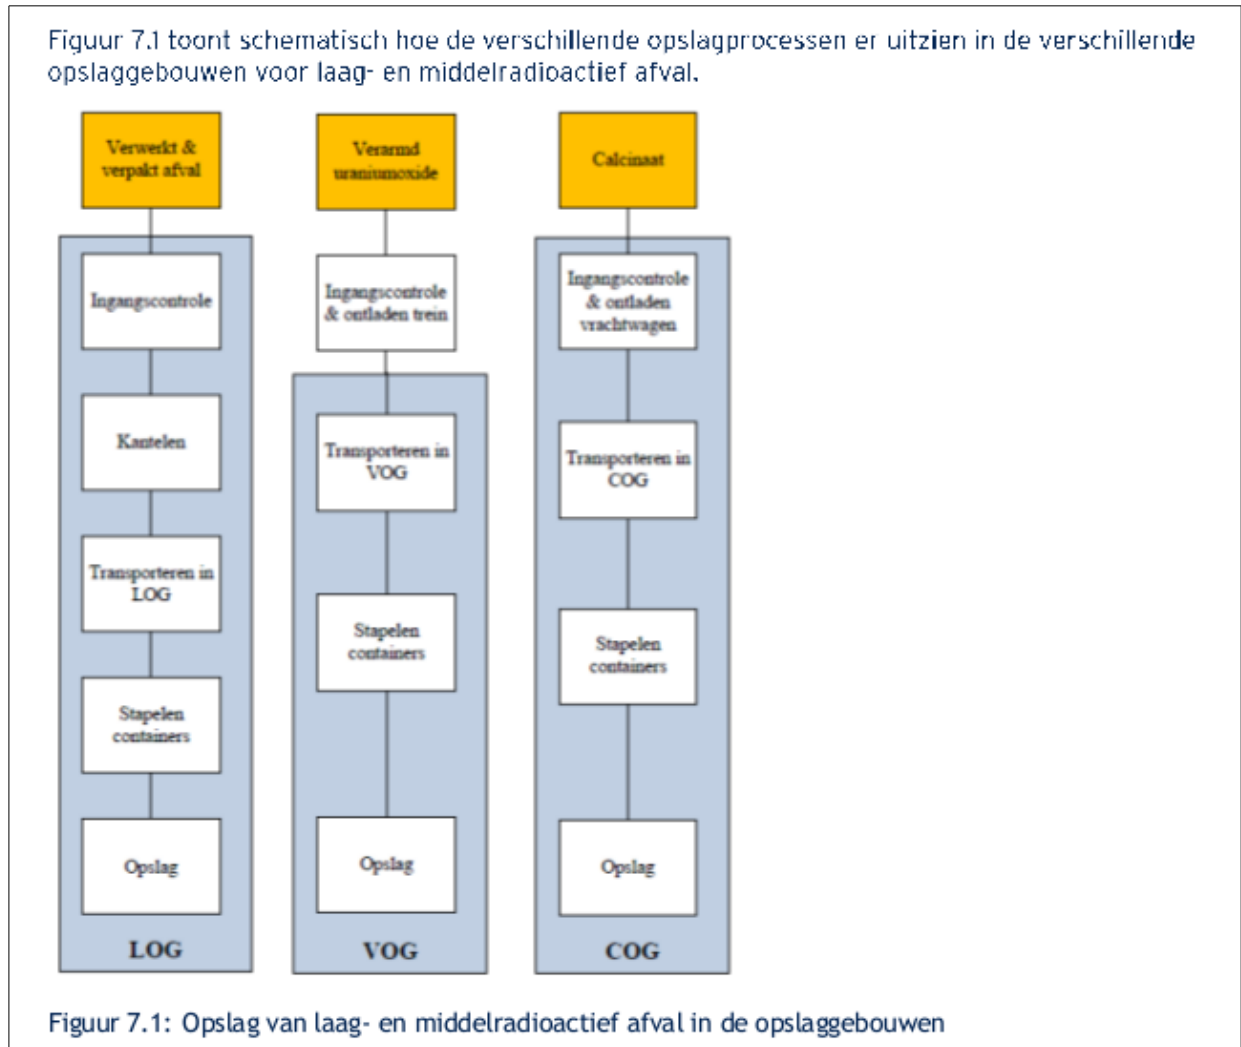 Figuur 7.1 toont schematisch hoe de verschillende opslagprocessen er uitzien in de verschillende
opslaggebouwen voor laag- en middelradioactief afval.
Verwerkt &
verpakt afval
Ingangscontrole
Kantelen
Transporteren in
LOG
Stapelen
containers
Opslag
LOG
Verarmd
uraniumoxide
Ingangscontrole
& ontladen trein
Transporteren in
VOG
Stapelen
containers
Opslag
VOG
Calcinaat
Ingangscontrole
& ontladen
vrachtwagen
Transporteren in
COG
Stapelen
containers
Opslag
COG
Figuur 7.1: Opslag van laag- en middelradioactief afval in de opslaggebouwen